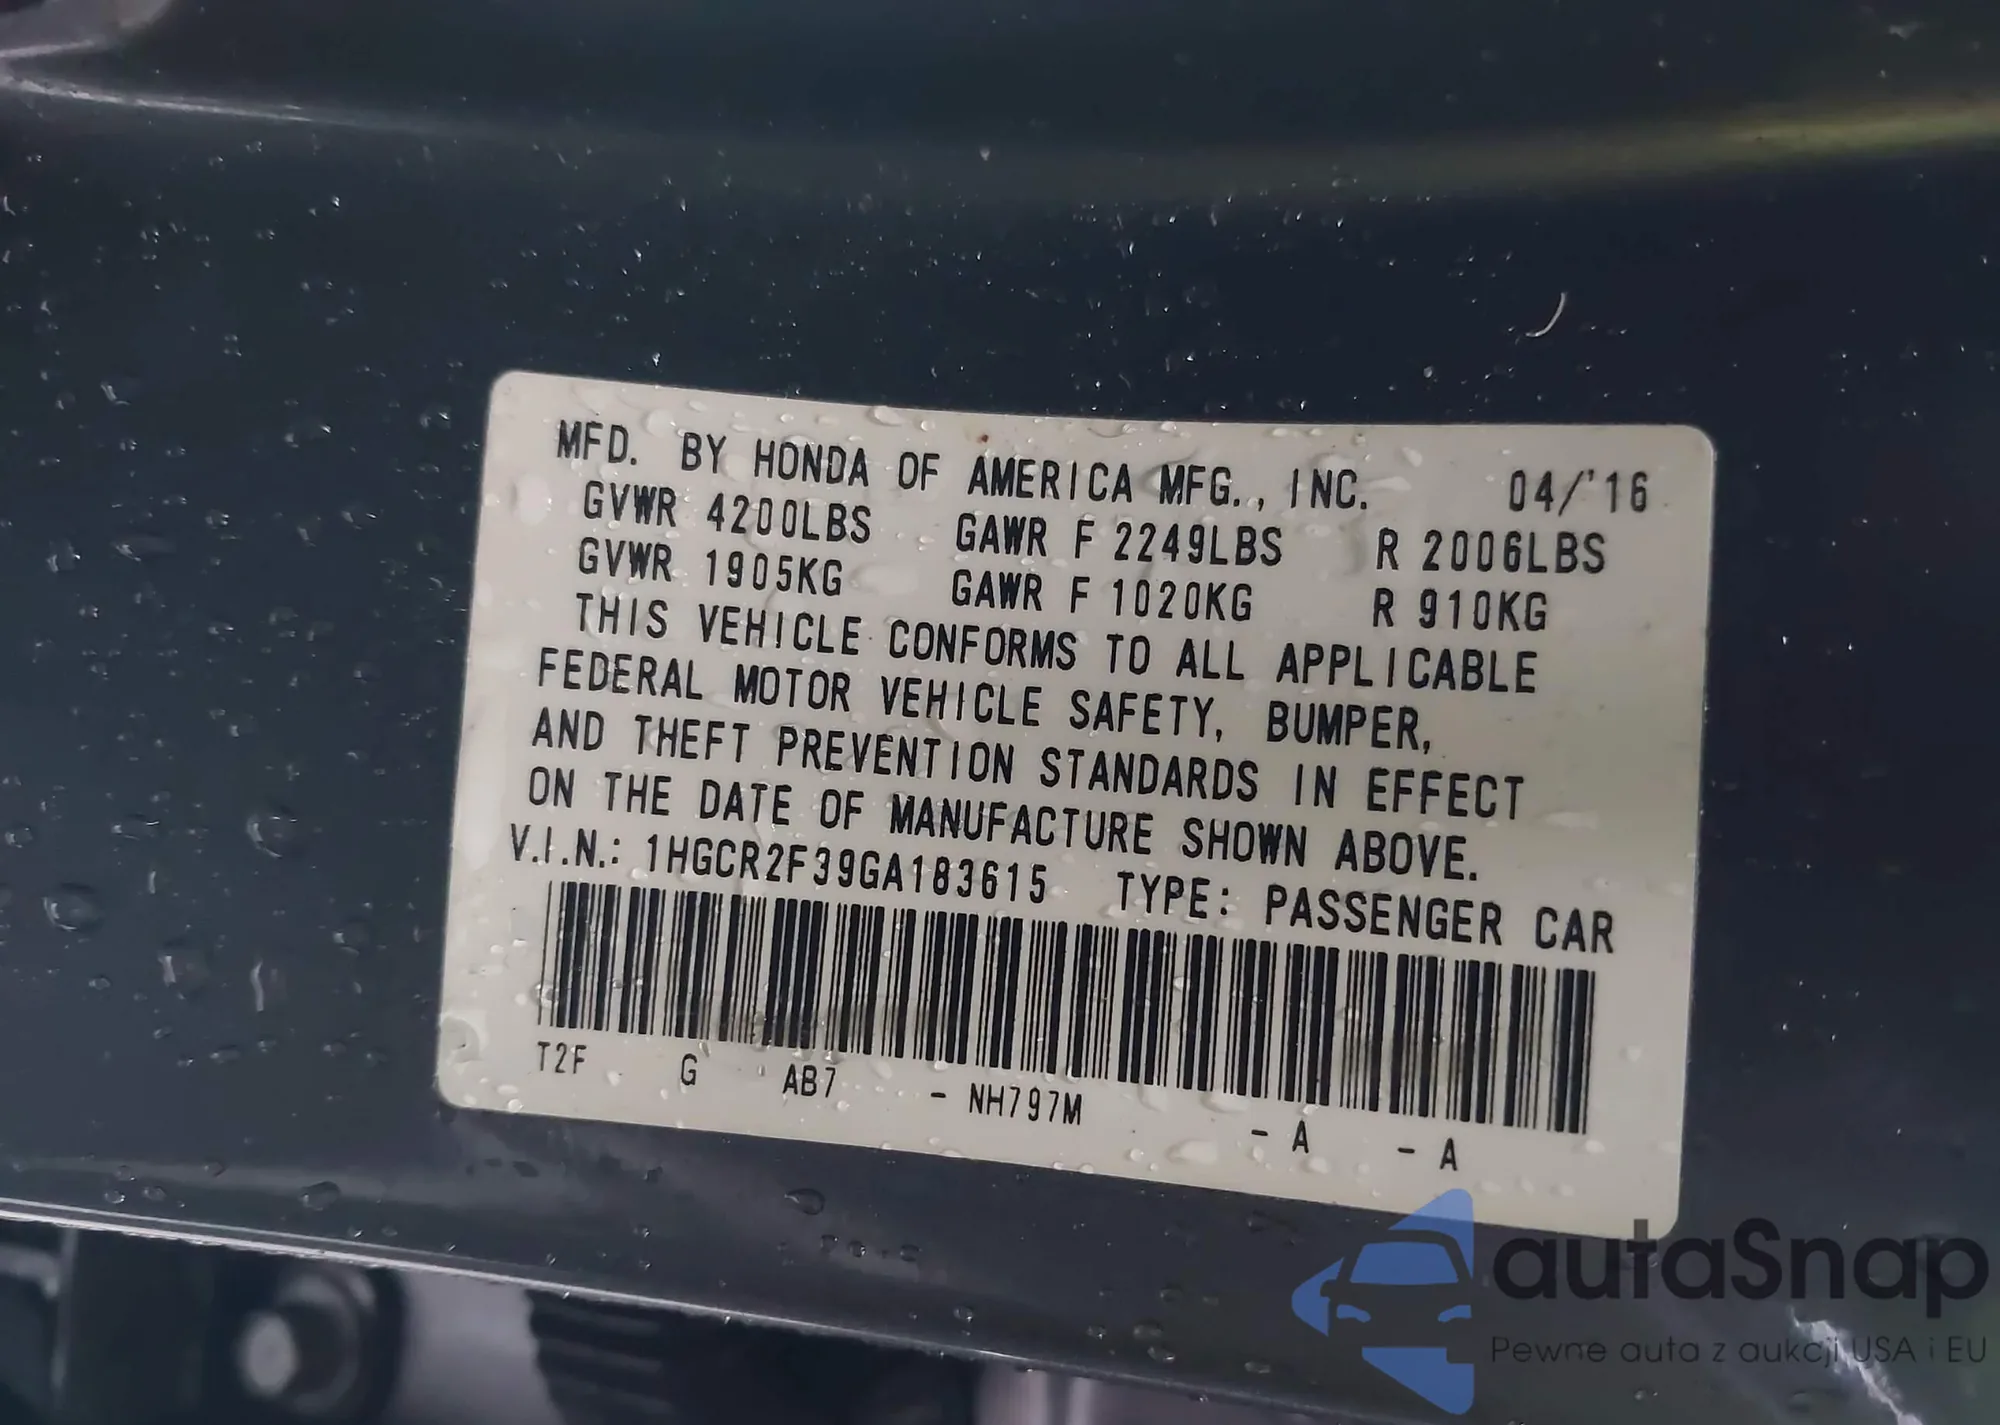 MFD. BY HONDA OF AMERICA MFG., INC. 04/'16
GVWR 4200LBS GAWR F 2249LBS R 2006LBS
GVWR 1905KG GAWR F 1020KG R 910KG
THIS VEHICLE CONFORMS TO ALL APPLICABLE
FEDERAL MOTOR VEHICLE SAFETY, BUMPER,
AND THEFT PREVENTION STANDARDS IN EFFECT
ON THE DATE OF MANUFACTURE SHOWN ABOVE.
V.I.N.: 1HGCR2F39GA183615 TYPE: PASSENGER CAR
T2F G AB7 - NH797M - A - A
autaSnap
Pewne auta z aukcji USA i EU